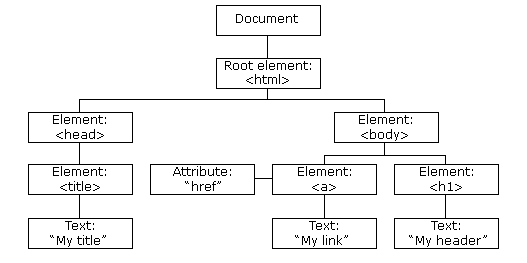 Document
Root element:
<html>
Element:
<head>
Element:
<body>
Element:
<title>
Attribute:
“href”
Element:
<a>
Element:
<h1>
Text:
“My title”
Text:
“My link”
Text:
“My header”